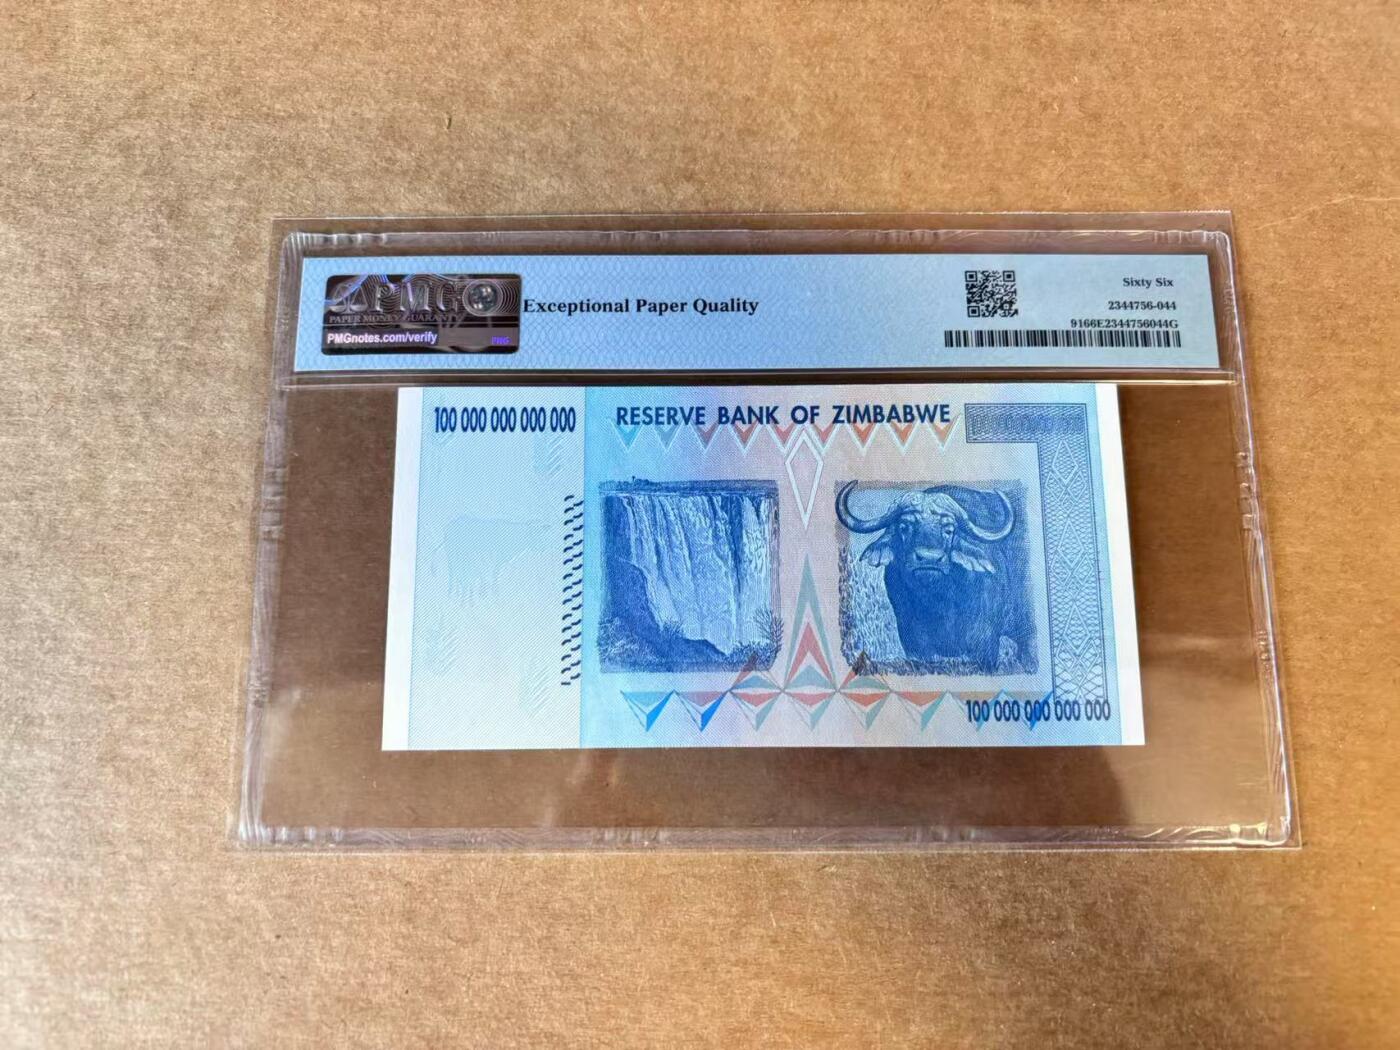 PMG
PAPER MONEY GUARANTY
PMGnotes.com/verify
PMG
Exceptional Paper Quality
Sixty Six
2344756-044
9166E2344756044G
100 000 000 000 000
RESERVE BANK OF ZIMBABWE
100 000 000 000 000